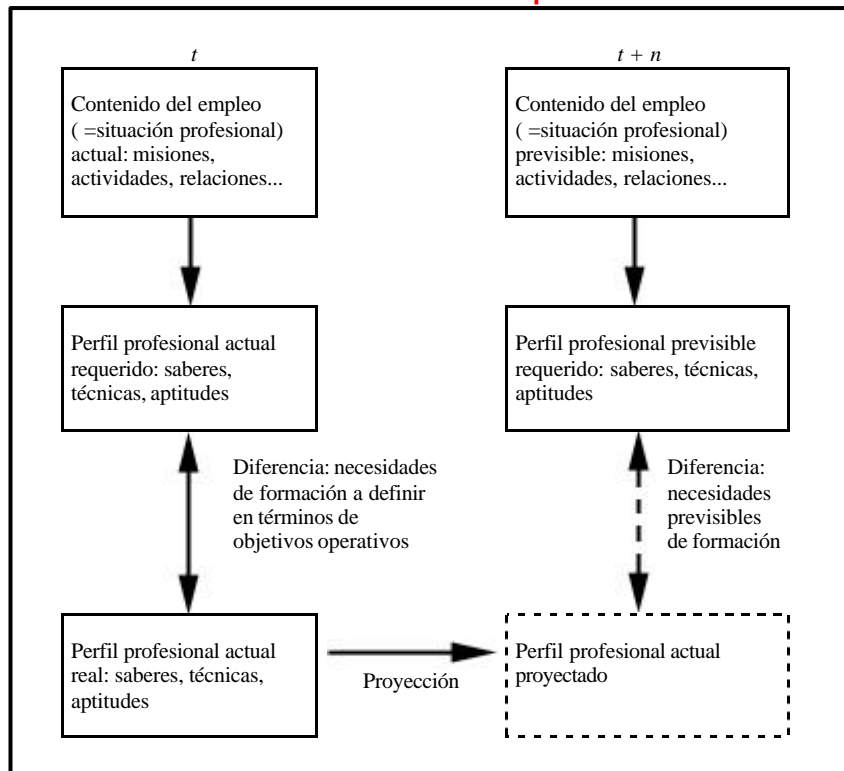 t
Contenido del empleo
( =situación profesional)
actual: misiones,
actividades, relaciones...
t + n
Contenido del empleo
( =situación profesional)
previsible: misiones,
actividades, relaciones...
Perfil profesional actual
requerido: saberes,
técnicas, aptitudes
Perfil profesional previsible
requerido: saberes, técnicas,
aptitudes
Diferencia: necesidades
de formación a definir
en términos de
objetivos operativos
Diferencia:
necesidades
previsibles
de formación
Perfil profesional actual
real: saberes, técnicas,
aptitudes
Proyección
Perfil profesional actual
proyectado